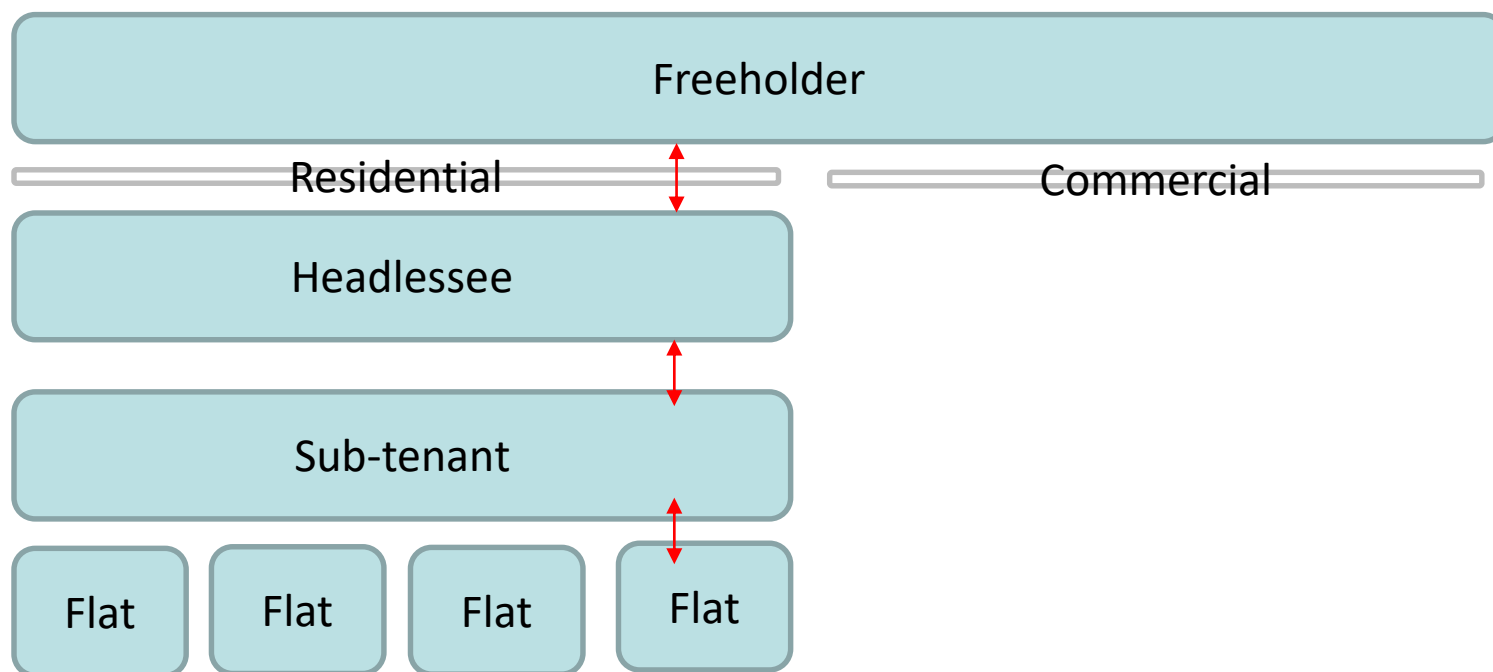 Freeholder
Residential
Commercial
Headlessee
Sub-tenant
Flat
Flat
Flat
Flat